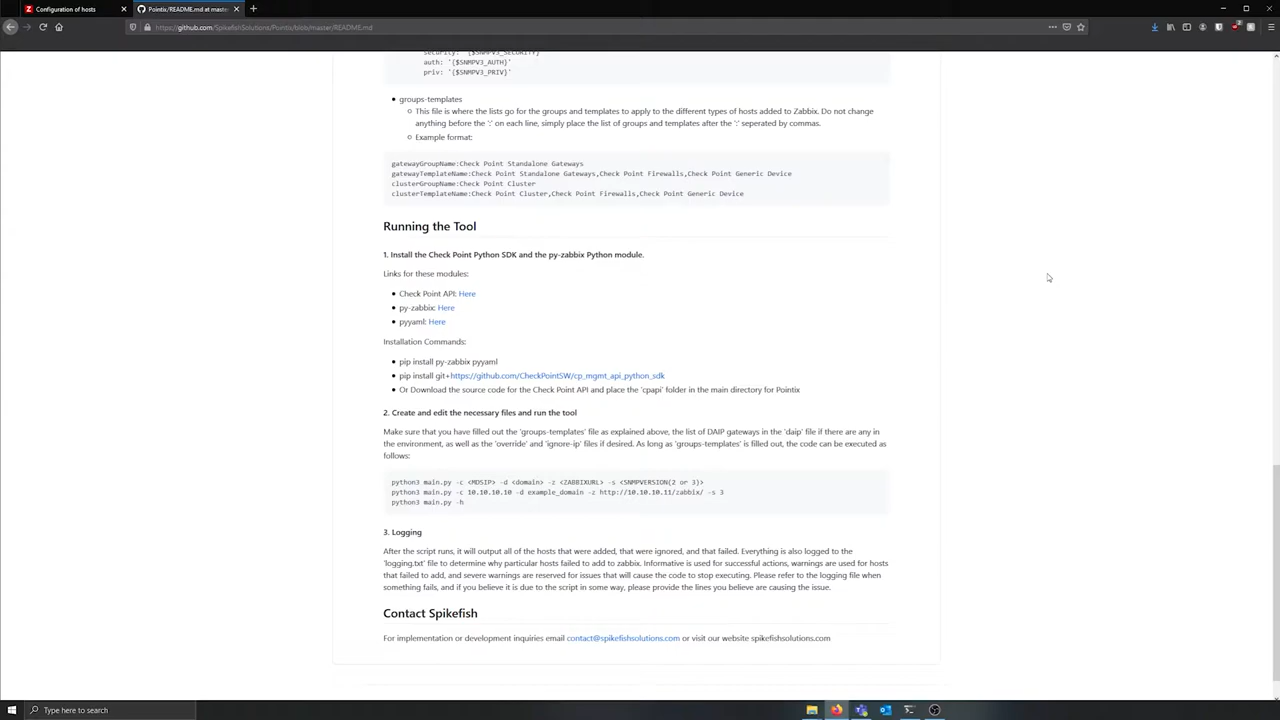 Configuration of hosts
Pointix/README.md at master
https://github.com/SpikefishSolutions/Pointix/blob/master/README.md
security: '{$SNMPV3_SECURITY}'
auth: '{$SNMPV3_AUTH}'
priv: '{$SNMPV3_PRIV}'
groups-templates
This file is where the lists go for the groups and templates to apply to the different types of hosts added to Zabbix. Do not change
anything before the ':' on each line, simply place the list of groups and templates after the ':' seperated by commas.
Example format:
gatewayGroupName:Check Point Standalone Gateways
gatewayTemplateName:Check Point Standalone Gateways,Check Point Firewalls,Check Point Generic Device
clusterGroupName:Check Point Cluster
clusterTemplateName:Check Point Cluster,Check Point Firewalls,Check Point Generic Device
Running the Tool
1. Install the Check Point Python SDK and the py-zabbix Python module.
Links for these modules:
Check Point API: Here
py-zabbix: Here
pyyaml: Here
Installation Commands:
pip install py-zabbix pyyaml
pip install git+https://github.com/CheckPointSW/cp_mgmt_api_python_sdk
Or Download the source code for the Check Point API and place the 'cpapi' folder in the main directory for Pointix
2. Create and edit the necessary files and run the tool
Make sure that you have filled out the 'groups-templates' file as explained above, the list of DAIP gateways in the 'daip' file if there are any in
the environment, as well as the 'override' and 'ignore-ip' files if desired. As long as 'groups-templates' is filled out, the code can be executed as
follows:
python3 main.py -c <MDSIP> -d <domain> -z <ZABBIXURL> -s <SNMPVERSION(2 or 3)>
python3 main.py -c 10.10.10.10 -d example_domain -z http://10.10.10.11/zabbix/ -s 3
python3 main.py -h
3. Logging
After the script runs, it will output all of the hosts that were added, that were ignored, and that failed. Everything is also logged to the
'logging.txt' file to determine why particular hosts failed to add to zabbix. Informative is used for successful actions, warnings are used for hosts
that failed to add, and severe warnings are reserved for issues that will cause the code to stop executing. Please refer to the logging file when
something fails, and if you believe it is due to the script in some way, please provide the lines you believe are causing the issue.
Contact Spikefish
For implementation or development inquiries email contact@spikefishsolutions.com or visit our website spikefishsolutions.com
Type here to search